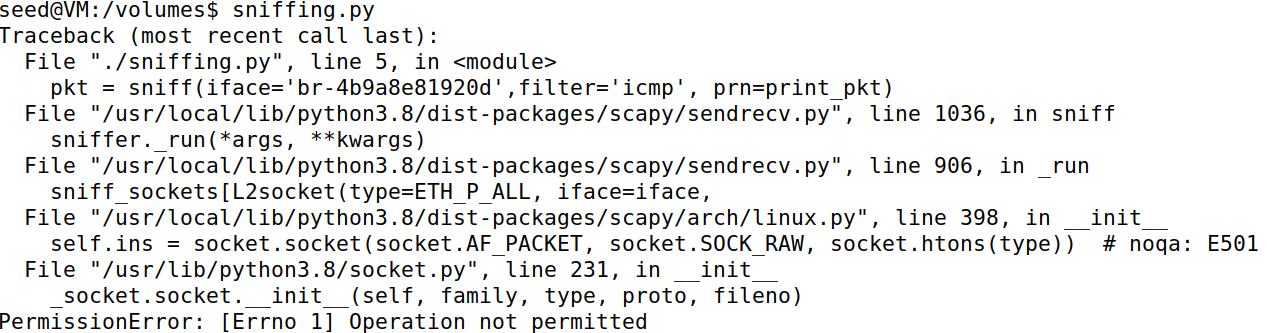 seed@VM:/volumes$ sniffing.py
Traceback (most recent call last):
  File "./sniffing.py", line 5, in <module>
    pkt = sniff(iface='br-4b9a8e81920d',filter='icmp', prn=print_pkt)
  File "/usr/local/lib/python3.8/dist-packages/scapy/sendrecv.py", line 1036, in sniff
    sniffer._run(*args, **kwargs)
  File "/usr/local/lib/python3.8/dist-packages/scapy/sendrecv.py", line 906, in _run
    sniff_sockets[L2socket(type=ETH_P_ALL, iface=iface,
  File "/usr/local/lib/python3.8/dist-packages/scapy/arch/linux.py", line 398, in __init__
    self.ins = socket.socket(socket.AF_PACKET, socket.SOCK_RAW, socket.htons(type))  # noqa: E501
  File "/usr/lib/python3.8/socket.py", line 231, in __init__
    _socket.socket.__init__(self, family, type, proto, fileno)
PermissionError: [Errno 1] Operation not permitted